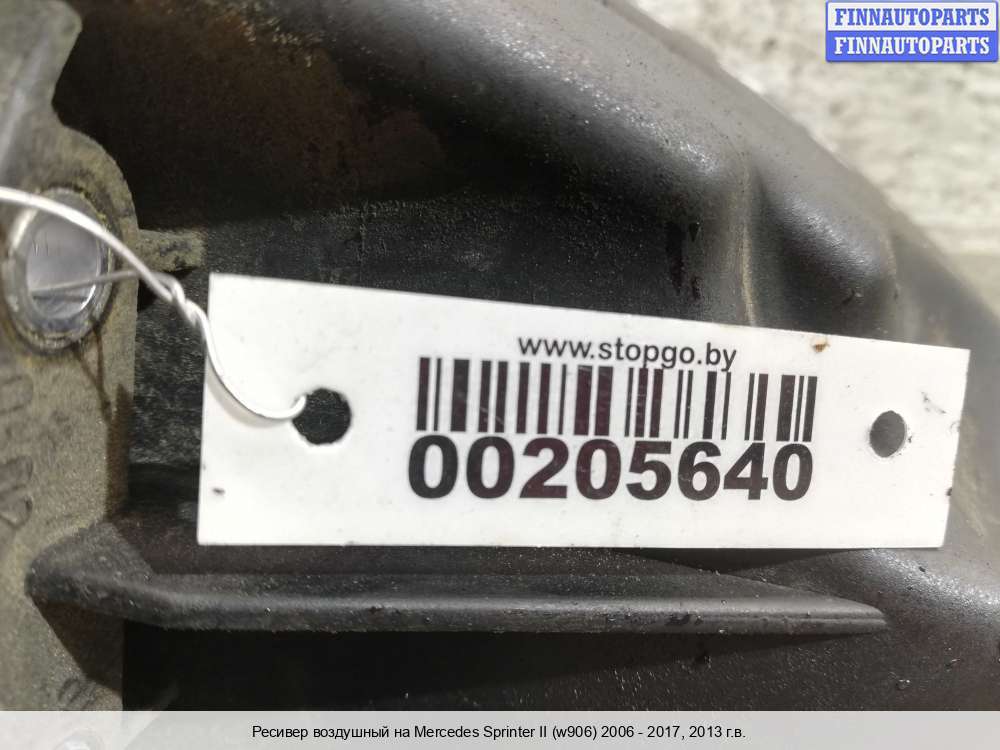 FINNAUTOPARTS
FINNAUTOPARTS
www.stopgo.by
00205640
Ресивер воздушный на Mercedes Sprinter II (w906) 2006 - 2017, 2013 г.в.